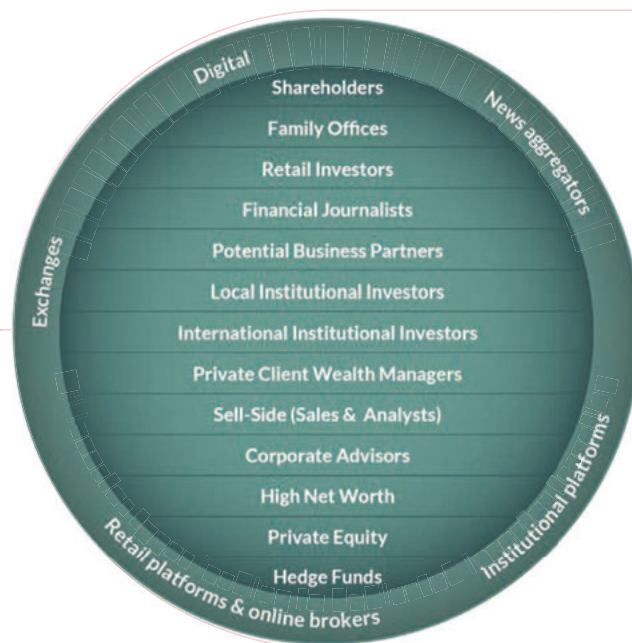 Digital
News aggregators
Exchanges
Shareholders
Family Offices
Retail Investors
Financial Journalists
Potential Business Partners
Local Institutional Investors
International Institutional Investors
Private Client Wealth Managers
Sell-Side (Sales & Analysts)
Corporate Advisors
High Net Worth
Private Equity
Hedge Funds
Institutional platforms
Retail platforms & online brokers